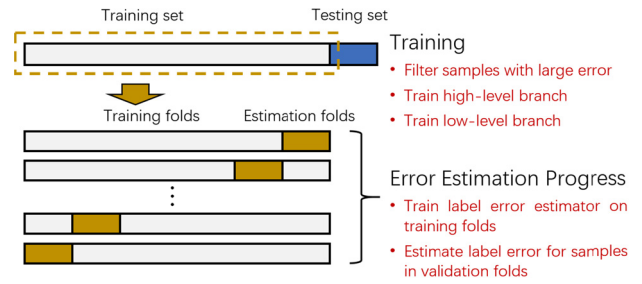 Training set
Testing set
Training
• Filter samples with large error
• Train high-level branch
• Train low-level branch
Training folds
Estimation folds
Error Estimation Progress
• Train label error estimator on
training folds
• Estimate label error for samples
in validation folds